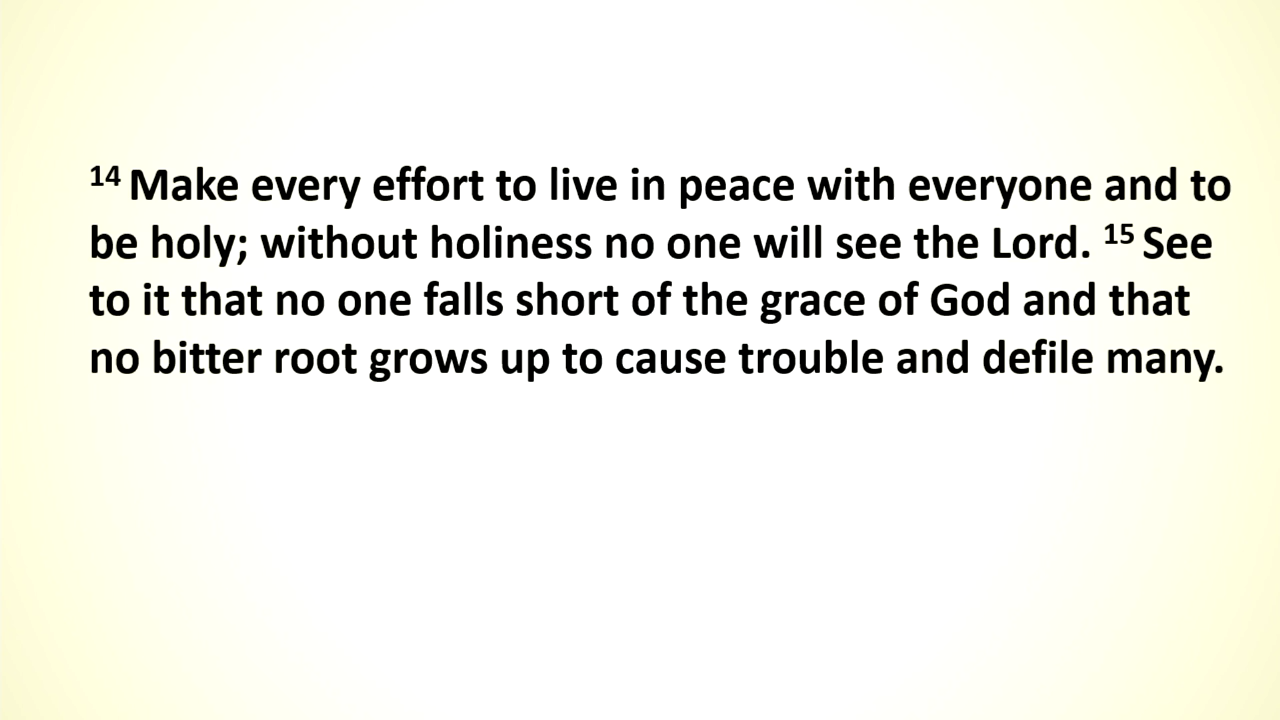 14 Make every effort to live in peace with everyone and to
be holy; without holiness no one will see the Lord. 15 See
to it that no one falls short of the grace of God and that
no bitter root grows up to cause trouble and defile many.